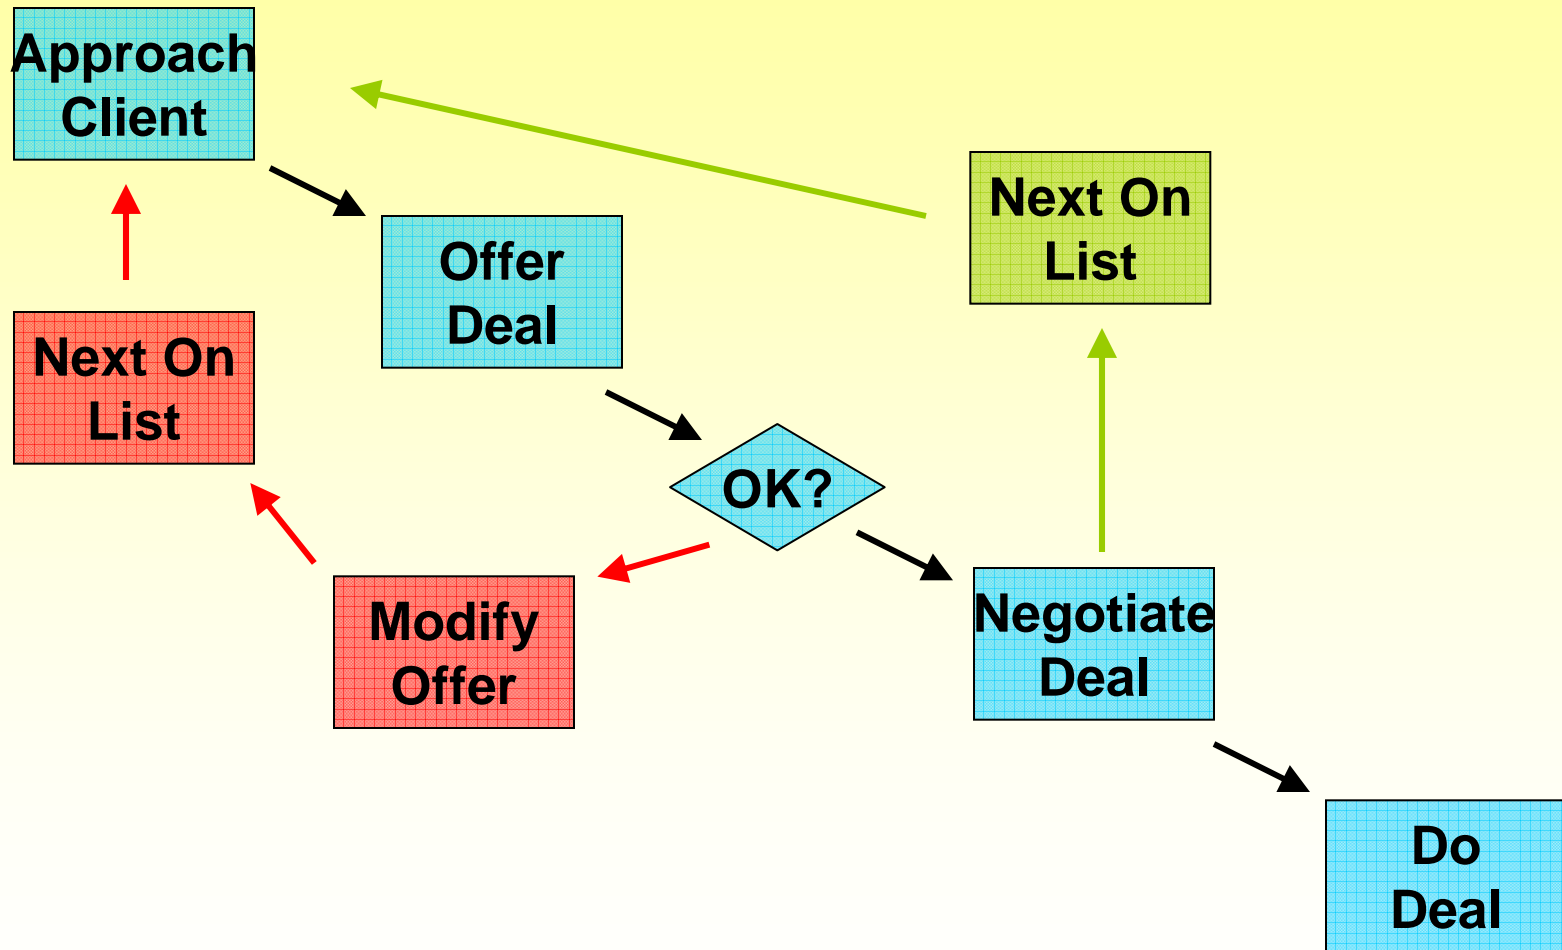 Approach
Client
Offer
Deal
Next On
List
Next On
List
OK?
Modify
Offer
Negotiate
Deal
Do
Deal